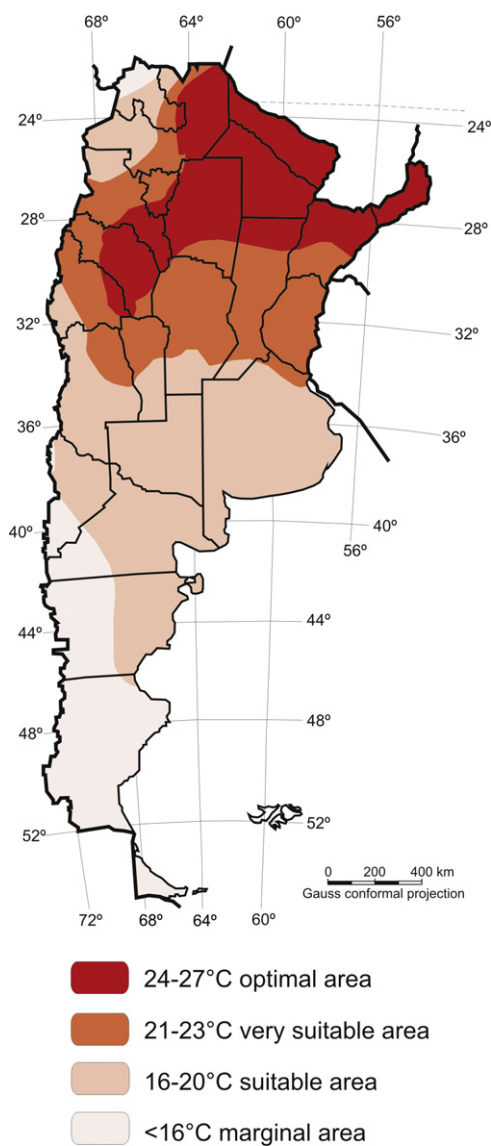 68º 64º 60º 56º
24º
24º
28º
28º
32º
32º
36º
36º
40º
40º
56º
44º
44º
48º
48º
52º
52º
0 200 400 km
Gauss conformal projection
72º 68º 64º 60º
24-27°C optimal area
21-23°C very suitable area
16-20°C suitable area
<16°C marginal area